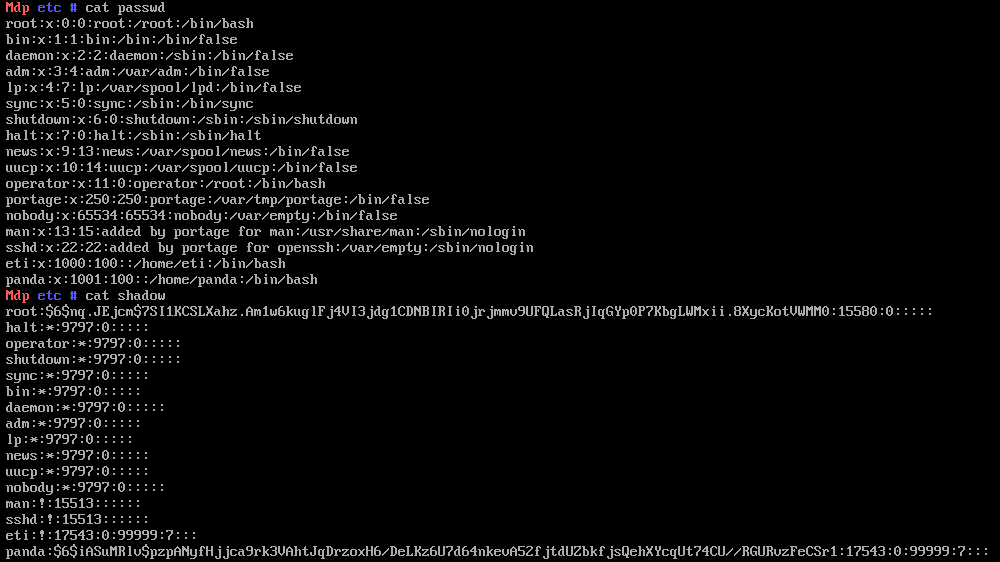 Mdp etc # cat passwd
root:x:0:0:root:/root:/bin/bash
bin:x:1:1:bin:/bin:/bin/false
daemon:x:2:2:daemon:/sbin:/bin/false
adm:x:3:4:adm:/var/adm:/bin/false
lp:x:4:7:lp:/var/spool/lpd:/bin/false
sync:x:5:0:sync:/sbin:/bin/sync
shutdown:x:6:0:shutdown:/sbin:/sbin/shutdown
halt:x:7:0:halt:/sbin:/sbin/halt
news:x:9:13:news:/var/spool/news:/bin/false
uucp:x:10:14:uucp:/var/spool/uucp:/bin/false
operator:x:11:0:operator:/root:/bin/bash
portage:x:250:250:portage:/var/tmp/portage:/bin/false
nobody:x:65534:65534:nobody:/var/empty:/bin/false
man:x:13:15:added by portage for man:/usr/share/man:/sbin/nologin
sshd:x:22:22:added by portage for openssh:/var/empty:/sbin/nologin
eti:x:1000:100::/home/eti:/bin/bash
panda:x:1001:100::/home/panda:/bin/bash
Mdp etc # cat shadow
root:$6$nq.JEjcm$7SI1KCSLXahz.Am1w6kuglFj4VI3jdg1CDNBIRIi0jrjmmv9UFQLasRjIqGYp0P7KbgLWMxii.8XycKotVWMM0:15580:0:::::
halt:*:9797:0:::::
operator:*:9797:0:::::
shutdown:*:9797:0:::::
sync:*:9797:0:::::
bin:*:9797:0:::::
daemon:*:9797:0:::::
adm:*:9797:0:::::
lp:*:9797:0:::::
news:*:9797:0:::::
uucp:*:9797:0:::::
nobody:*:9797:0:::::
man:!:15513::::::
sshd:!:15513::::::
eti:!:17543:0:99999:7:::
panda:$6$iASuMRlv$pzpANyfHjjca9rk3VAhtJqDrzoxH6/DeLKz6U7d64nkevA52fjtdUZbkfjsQehXYcqUt74CU//RGURvzFeCSr1:17543:0:99999:7:::